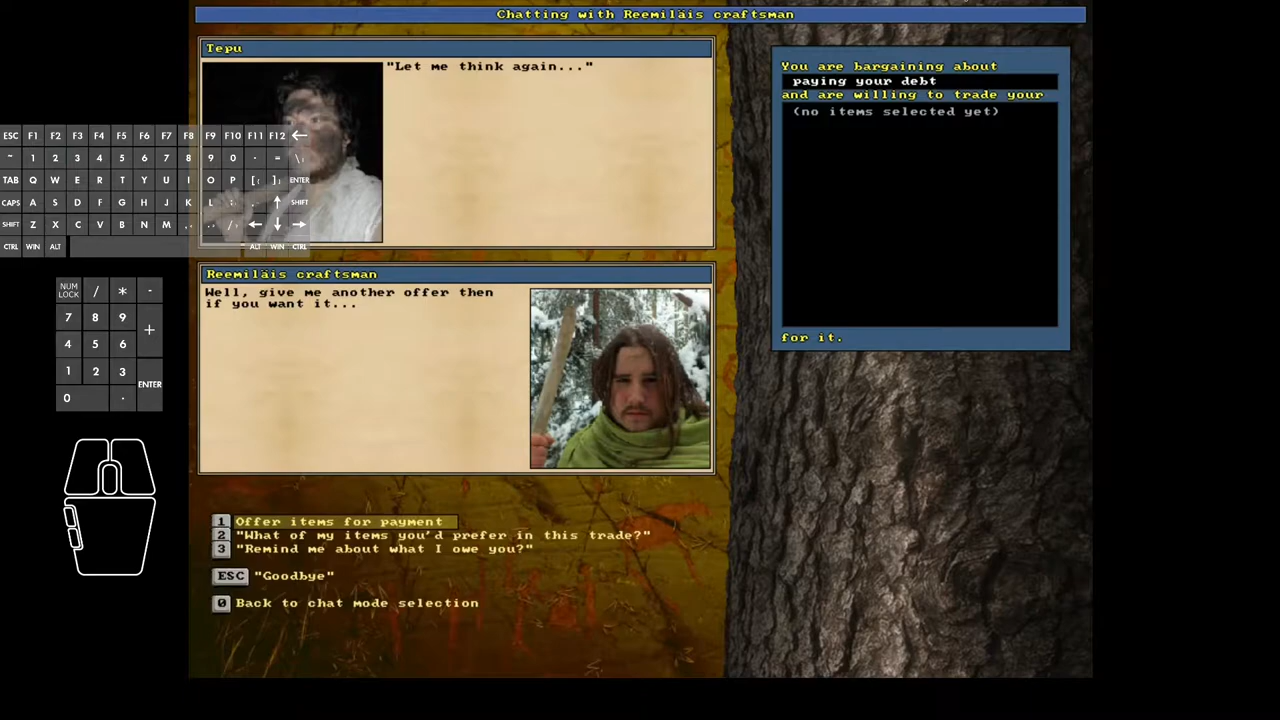 Chatting with Reemiläis craftsman
Tepu
"Let me think again..."
You are bargaining about
paying your debt
and are willing to trade your
(no items selected yet)
for it.
ESC F1 F2 F3 F4 F5 F6 F7 F8 F9 F10 F11 F12 ←
~ 1 2 3 4 5 6 7 8 9 0 - = \
TAB Q W E R T Y U I O P [{ ]} ENTER
CAPS A S D F G H J K L ↑ SHIFT
SHIFT Z X C V B N M / ← ↓ →
CTRL WIN ALT ALT WIN CTRL
Reemiläis craftsman
Well, give me another offer then
if you want it...
NUM LOCK / * -
7 8 9 +
4 5 6
1 2 3 ENTER
0 .
1 Offer items for payment
2 "What of my items you'd prefer in this trade?"
3 "Remind me about what I owe you?"
ESC "Goodbye"
0 Back to chat mode selection